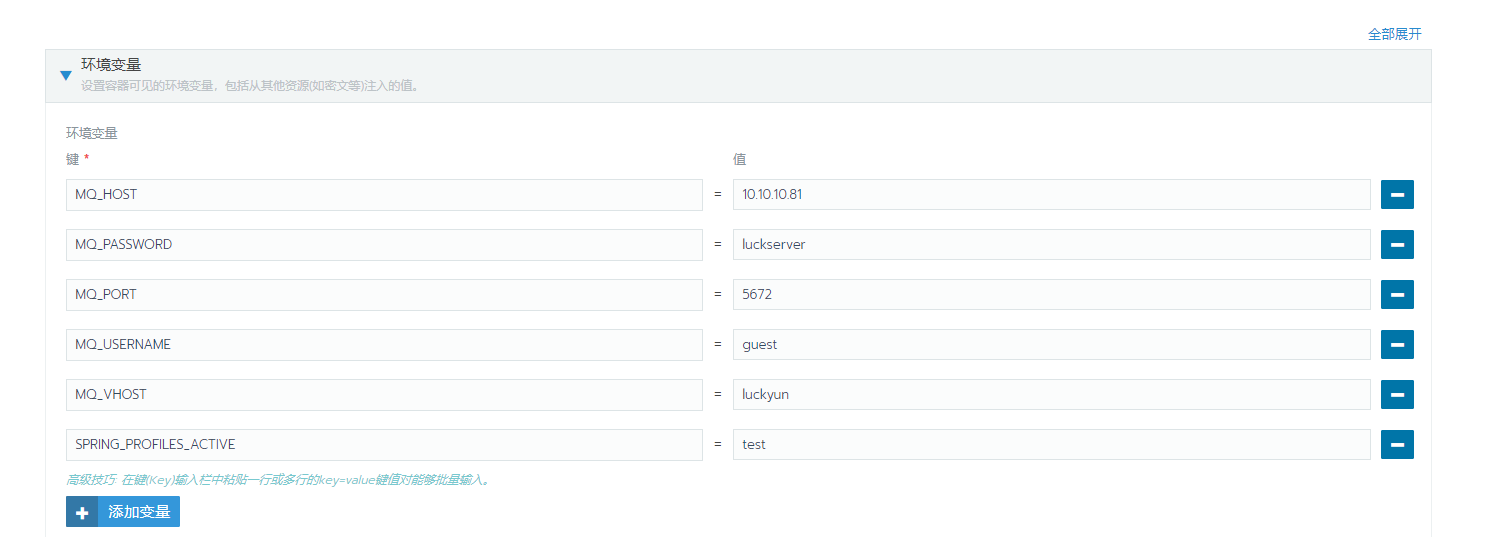 全部展开
环境变量
设置容器可见的环境变量，包括从其他资源(如密文等)注入的值。
环境变量
键 * 值
MQ_HOST = 10.10.10.81
MQ_PASSWORD = luckserver
MQ_PORT = 5672
MQ_USERNAME = guest
MQ_VHOST = luckyun
SPRING_PROFILES_ACTIVE = test
高级技巧: 在键(Key)输入栏中粘贴一行或多行的key=value键值对能够批量输入。
添加变量